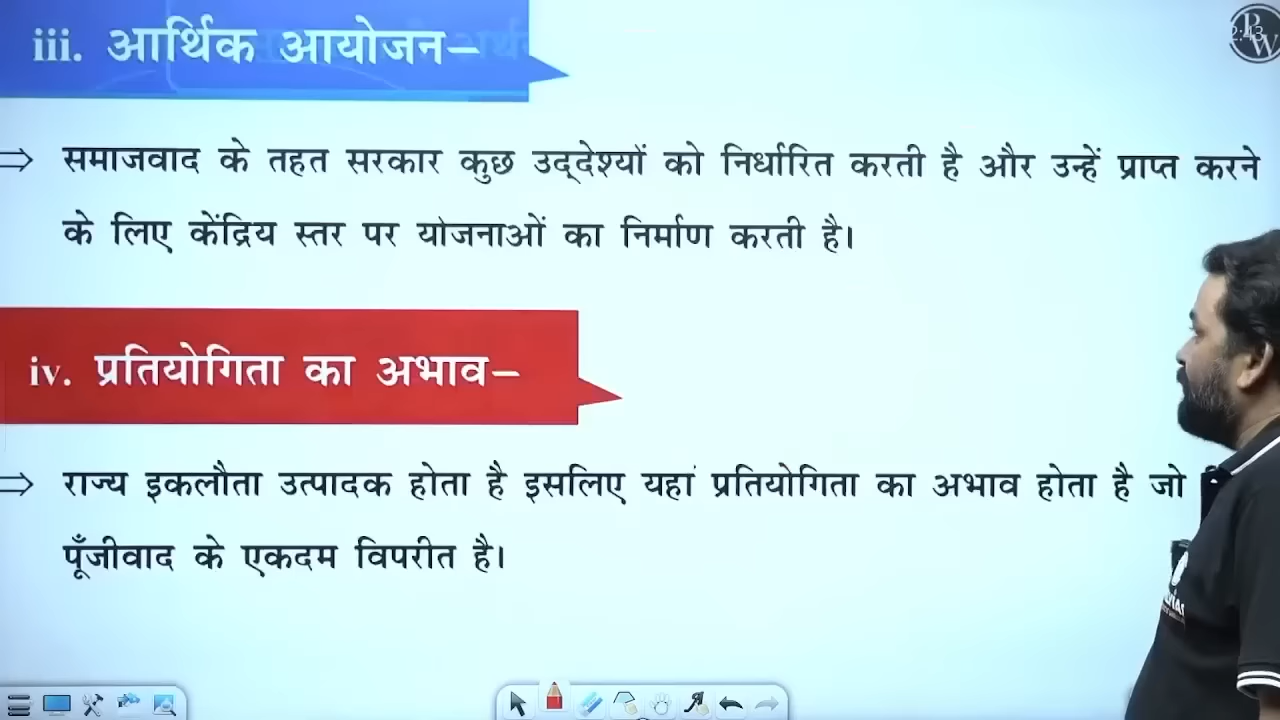 iii. आर्थिक आयोजन–
⇒ समाजवाद के तहत सरकार कुछ उद्देश्यों को निर्धारित करती है और उन्हें प्राप्त करने
के लिए केंद्रिय स्तर पर योजनाओं का निर्माण करती है।
iv. प्रतियोगिता का अभाव–
⇒ राज्य इकलौता उत्पादक होता है इसलिए यहां प्रतियोगिता का अभाव होता है जो
पूँजीवाद के एकदम विपरीत है।
PW